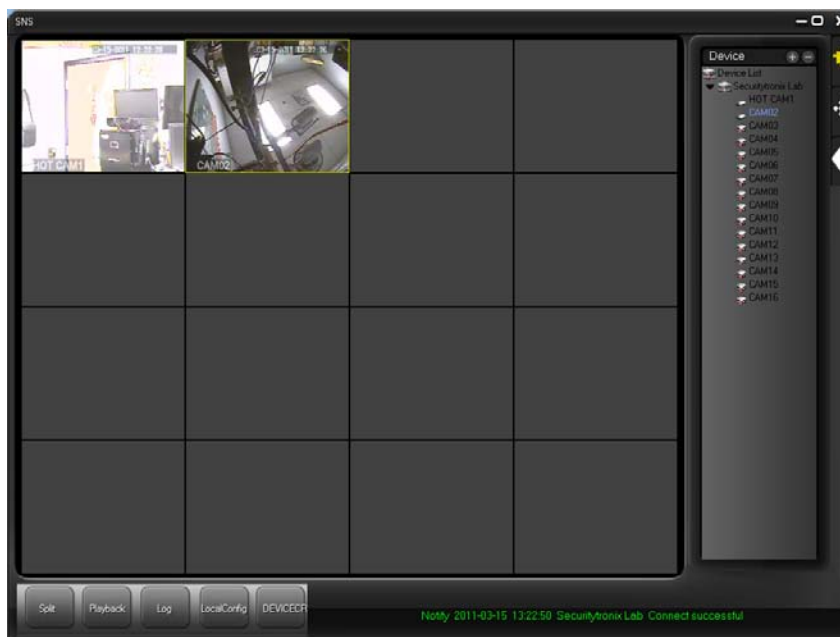 SNS
HOT CAM1
CAM02
Device
Device List
Securitytronix Lab
HOT CAM1
CAM02
CAM03
CAM04
CAM05
CAM06
CAM07
CAM08
CAM09
CAM10
CAM11
CAM12
CAM13
CAM14
CAM15
CAM16
Split
Playback
Log
LocalConfig
DEVICECF
Notify 2011-03-15 13:22:50 Securitytronix Lab Connect successful